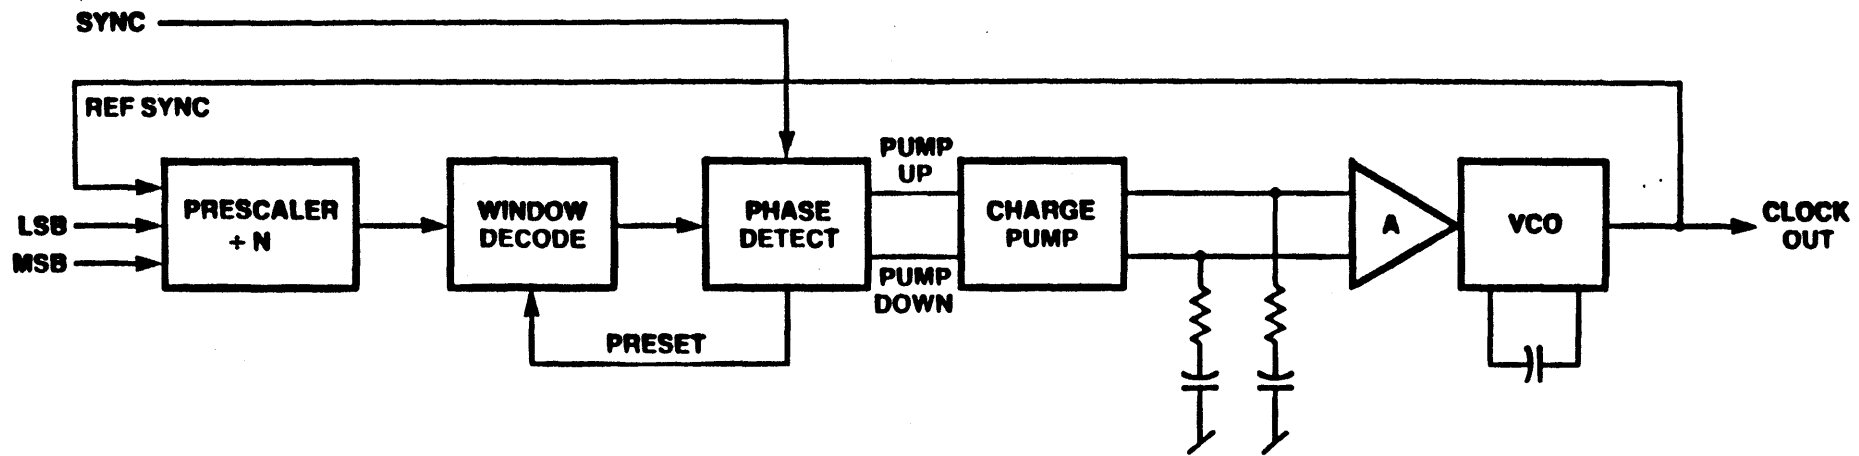 SYNC
REF SYNC
LSB
MSB
PRESCALER
÷ N
WINDOW
DECODE
PRESET
PHASE
DETECT
PUMP
UP
PUMP
DOWN
CHARGE
PUMP
A
VCO
CLOCK
OUT